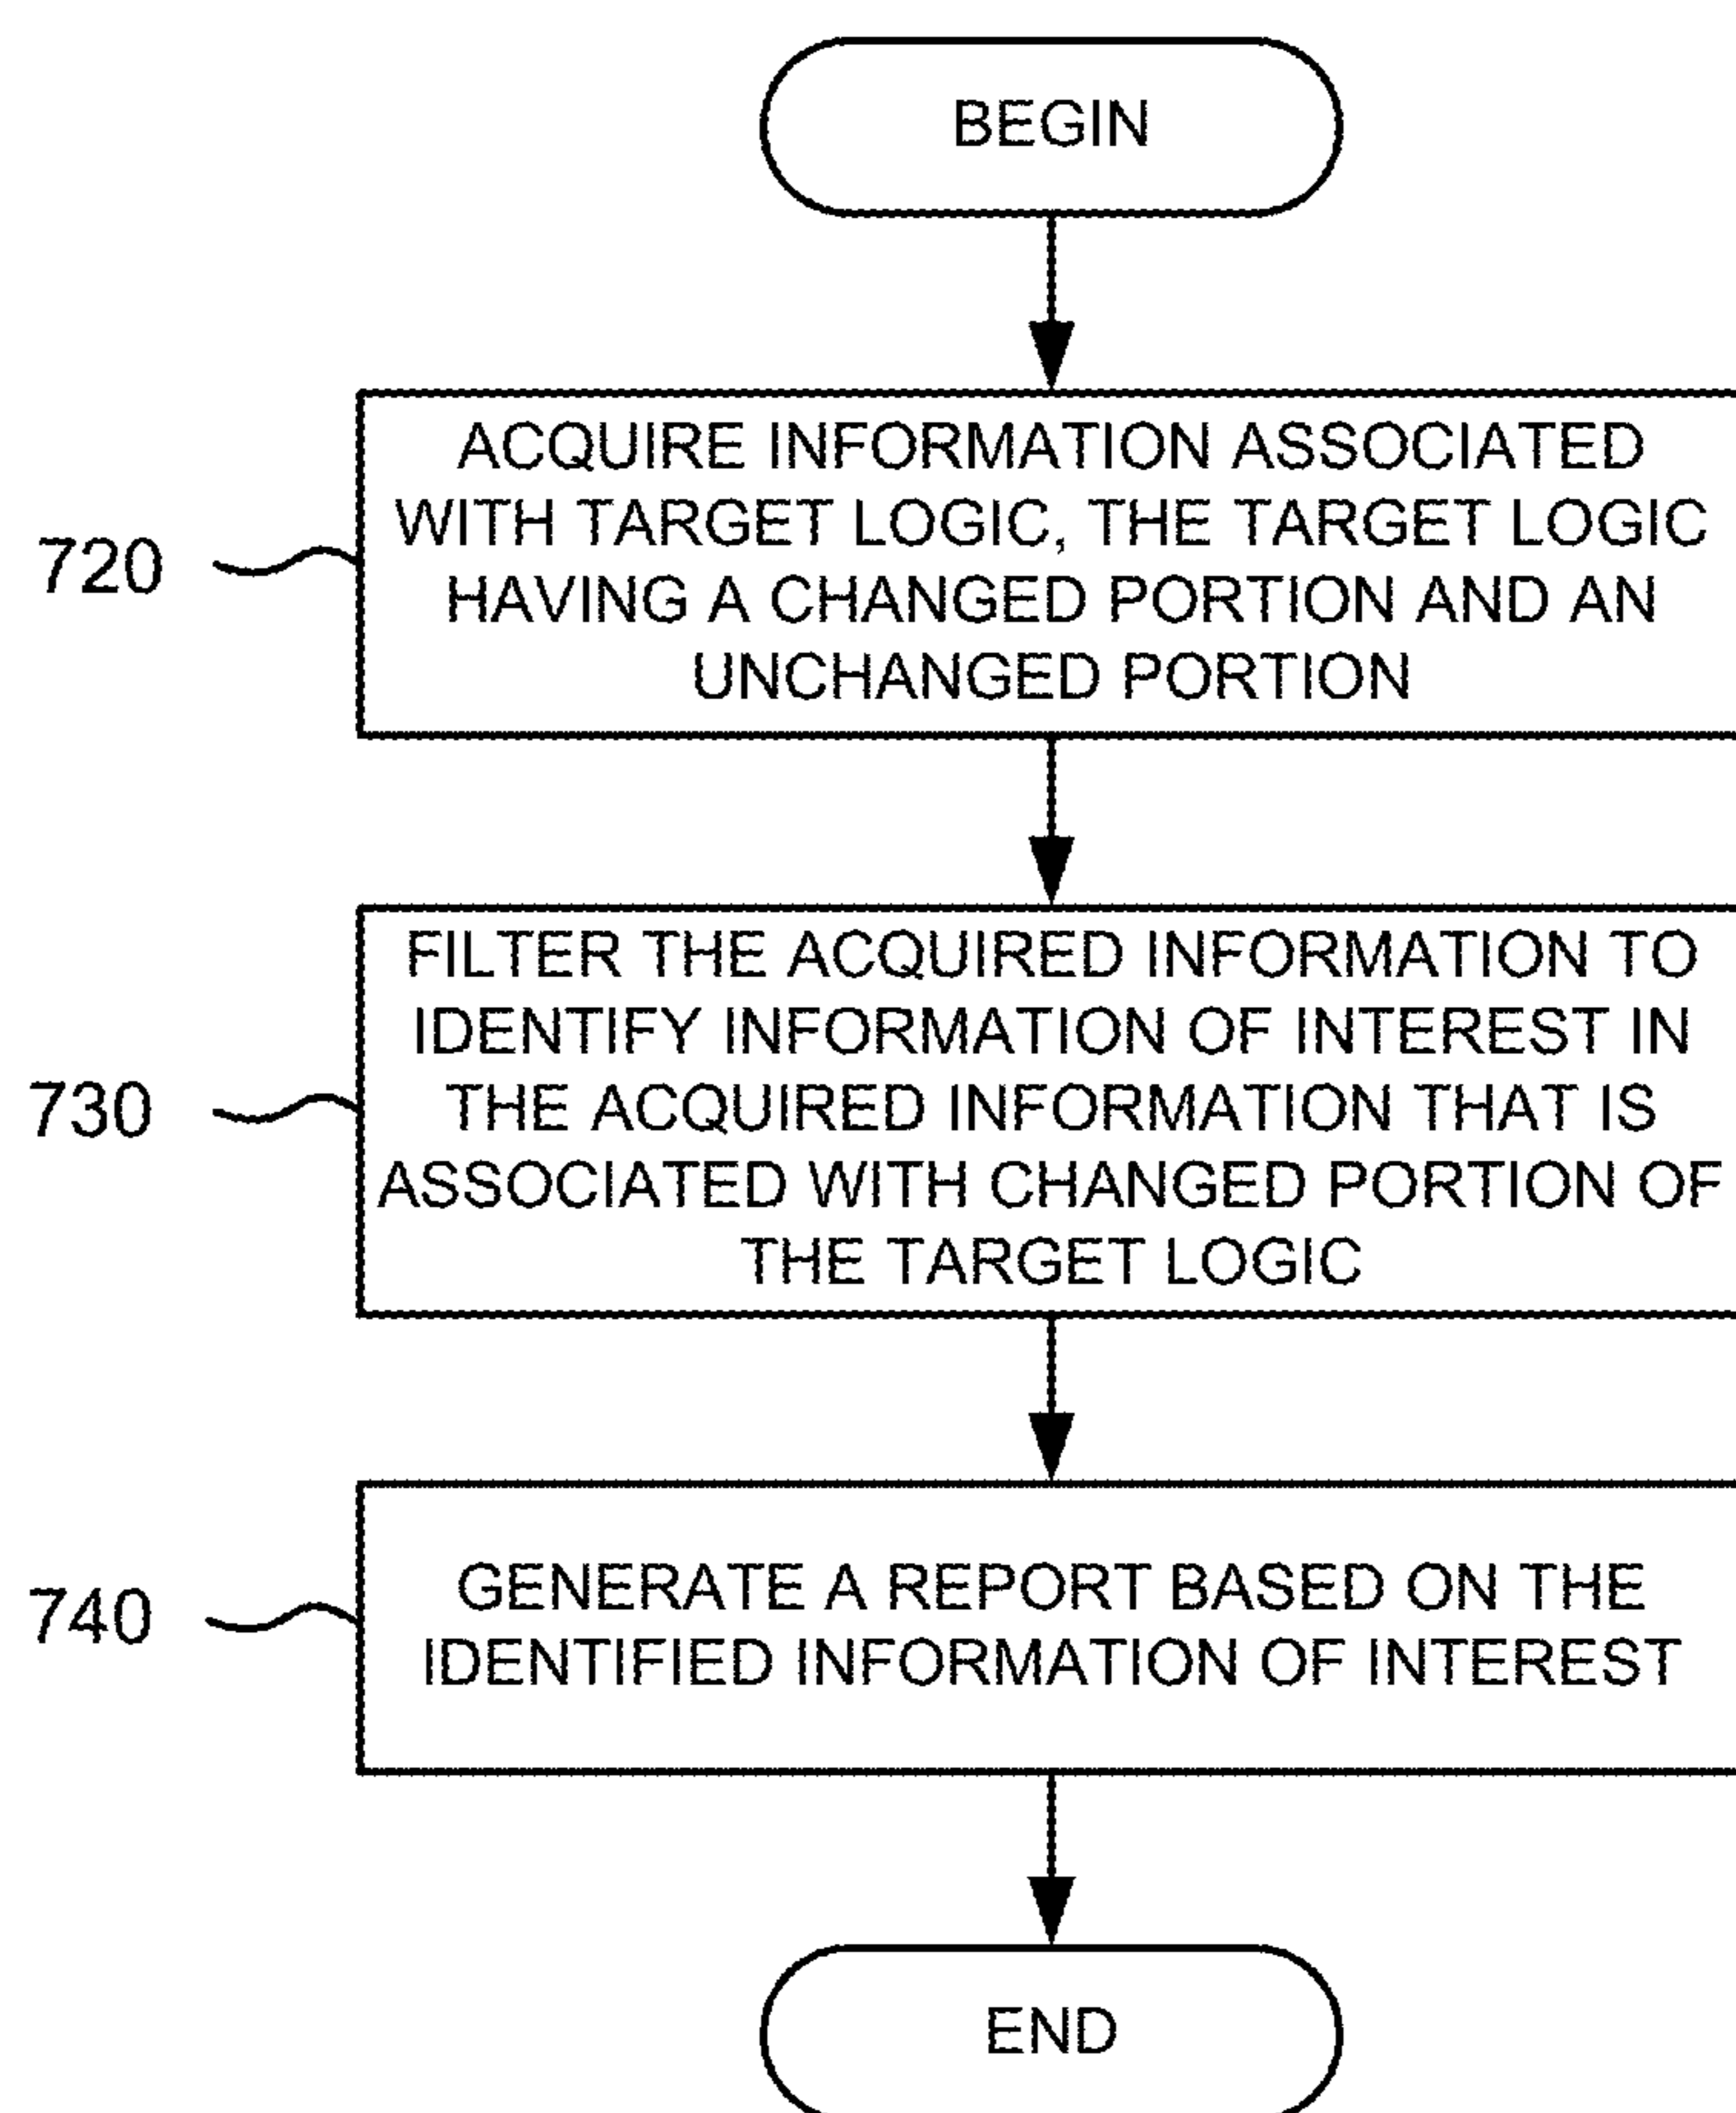 BEGIN
720
ACQUIRE INFORMATION ASSOCIATED
WITH TARGET LOGIC, THE TARGET LOGIC
HAVING A CHANGED PORTION AND AN
UNCHANGED PORTION
730
FILTER THE ACQUIRED INFORMATION TO
IDENTIFY INFORMATION OF INTEREST IN
THE ACQUIRED INFORMATION THAT IS
ASSOCIATED WITH CHANGED PORTION OF
THE TARGET LOGIC
740
GENERATE A REPORT BASED ON THE
IDENTIFIED INFORMATION OF INTEREST
END